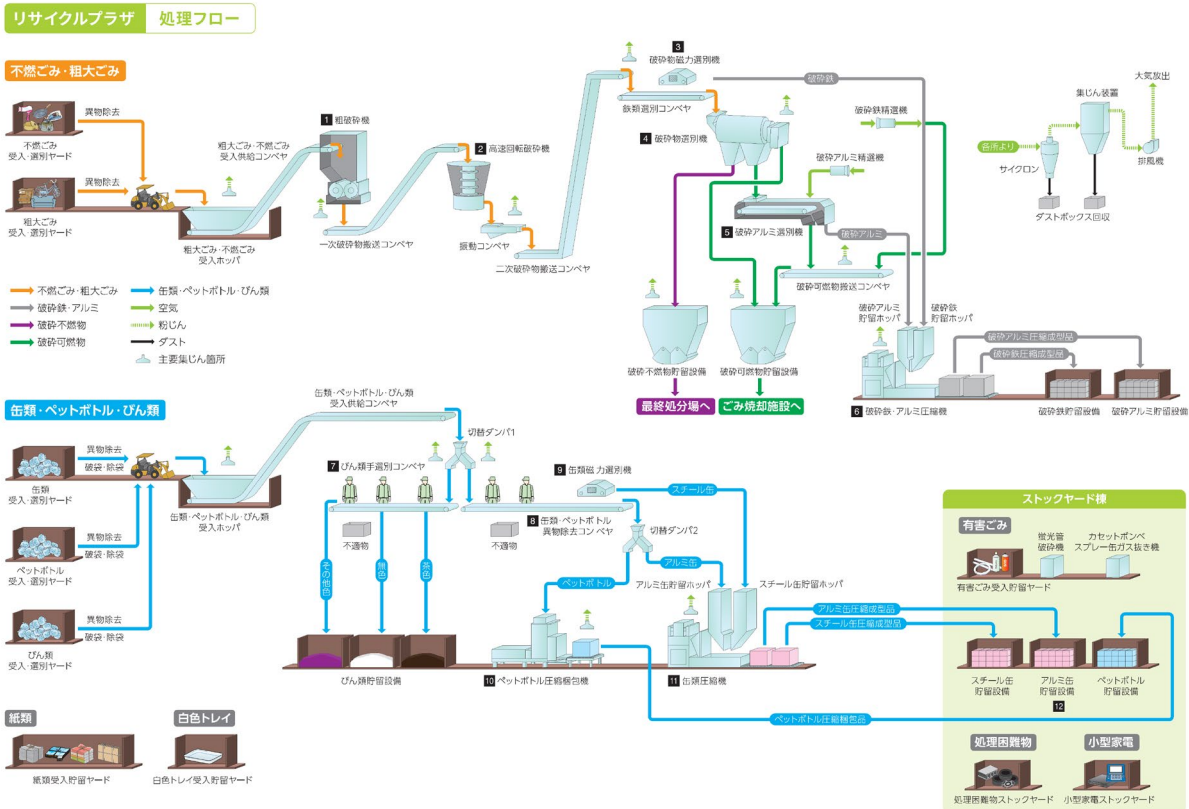 リサイクルプラザ 処理フロー
不燃ごみ・粗大ごみ
異物除去
不燃ごみ
受入・選別ヤード
異物除去
粗大ごみ
受入・選別ヤード
粗大ごみ・不燃ごみ
受入供給コンベヤ
粗大ごみ・不燃ごみ
受入ホッパ
1 粗破砕機
一次破砕物搬送コンベヤ
2 高速回転破砕機
振動コンベヤ
二次破砕物搬送コンベヤ
3
破砕物磁力選別機
鉄類選別コンベヤ
破砕鉄
4 破砕物選別機
破砕鉄精選機
破砕アルミ精選機
5 破砕アルミ選別機
破砕アルミ
破砕可燃物搬送コンベヤ
破砕不燃物貯留設備
破砕可燃物貯留設備
最終処分場へ
ごみ焼却施設へ
破砕アルミ
貯留ホッパ
破砕鉄
貯留ホッパ
破砕アルミ圧縮成型品
破砕鉄圧縮成型品
6 破砕鉄・アルミ圧縮機
破砕鉄貯留設備
破砕アルミ貯留設備
各所より
サイクロン
集じん装置
大気放出
排風機
ダストボックス回収
不燃ごみ・粗大ごみ
破砕鉄・アルミ
破砕不燃物
破砕可燃物
缶類・ペットボトル・びん類
空気
粉じん
ダスト
主要集じん箇所
缶類・ペットボトル・びん類
異物除去
破袋・除袋
缶類
受入・選別ヤード
異物除去
破袋・除袋
ペットボトル
受入・選別ヤード
異物除去
破袋・除袋
びん類
受入・選別ヤード
缶類・ペットボトル・びん類
受入ホッパ
缶類・ペットボトル・びん類
受入供給コンベヤ
切替ダンパ1
7 びん類手選別コンベヤ
不適物
その他色
無色
茶色
びん類貯留設備
8 缶類・ペットボトル
異物除去コンベヤ
不適物
9 缶類磁力選別機
スチール缶
切替ダンパ2
アルミ缶
ペットボトル
アルミ缶貯留ホッパ
スチール缶貯留ホッパ
10 ペットボトル圧縮梱包機
11 缶類圧縮機
アルミ缶圧縮成型品
スチール缶圧縮成型品
ペットボトル圧縮梱包品
ストックヤード棟
有害ごみ
蛍光管
破砕機
カセットボンベ
スプレー缶ガス抜き機
有害ごみ受入貯留ヤード
スチール缶
貯留設備
アルミ缶
貯留設備
ペットボトル
貯留設備
12
処理困難物
小型家電
処理困難物ストックヤード
小型家電ストックヤード
紙類
紙類受入貯留ヤード
白色トレイ
白色トレイ受入貯留ヤード